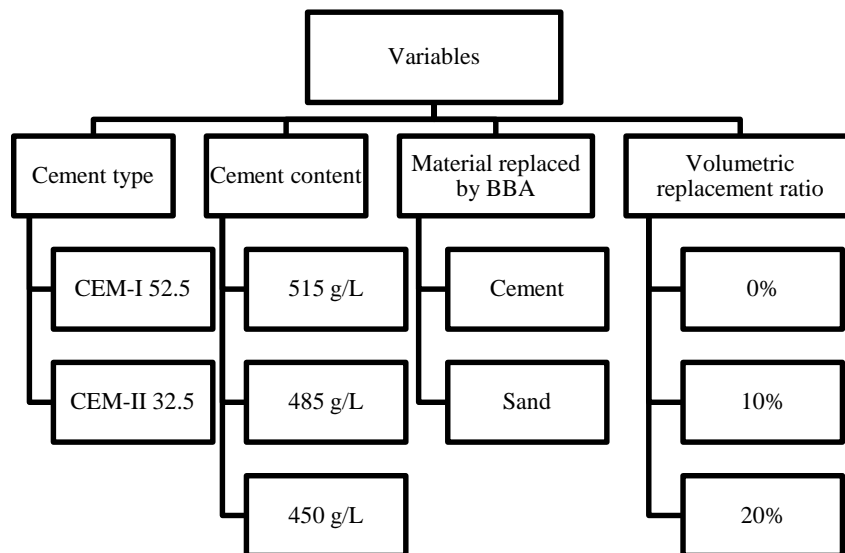 Variables
Cement type
Cement content
Material replaced
by BBA
Volumetric
replacement ratio
CEM-I 52.5
515 g/L
Cement
0%
CEM-II 32.5
485 g/L
Sand
10%
450 g/L
20%